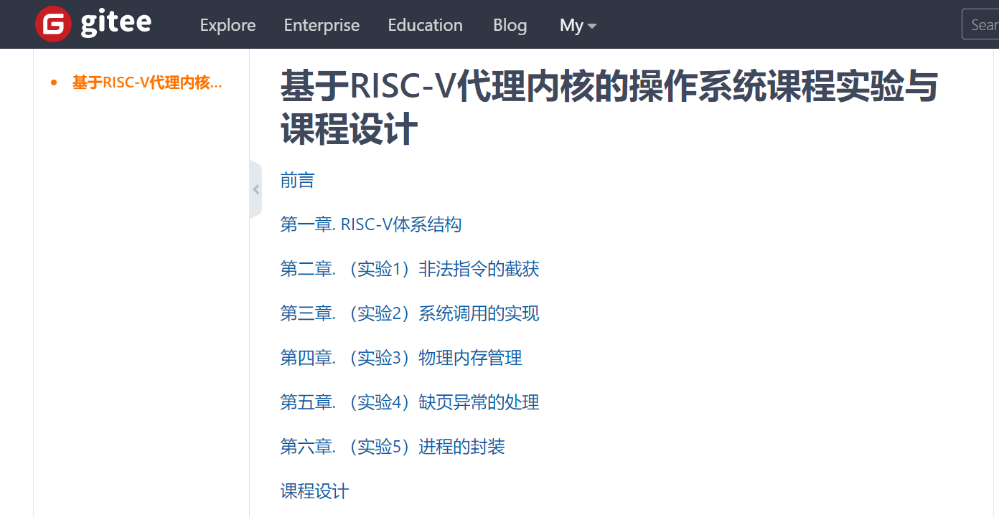 gitee
Explore Enterprise Education Blog My Sear
基于RISC-V代理内核...
基于RISC-V代理内核的操作系统课程实验与
课程设计
前言
第一章. RISC-V体系结构
第二章. （实验1）非法指令的截获
第三章. （实验2）系统调用的实现
第四章. （实验3）物理内存管理
第五章. （实验4）缺页异常的处理
第六章. （实验5）进程的封装
课程设计